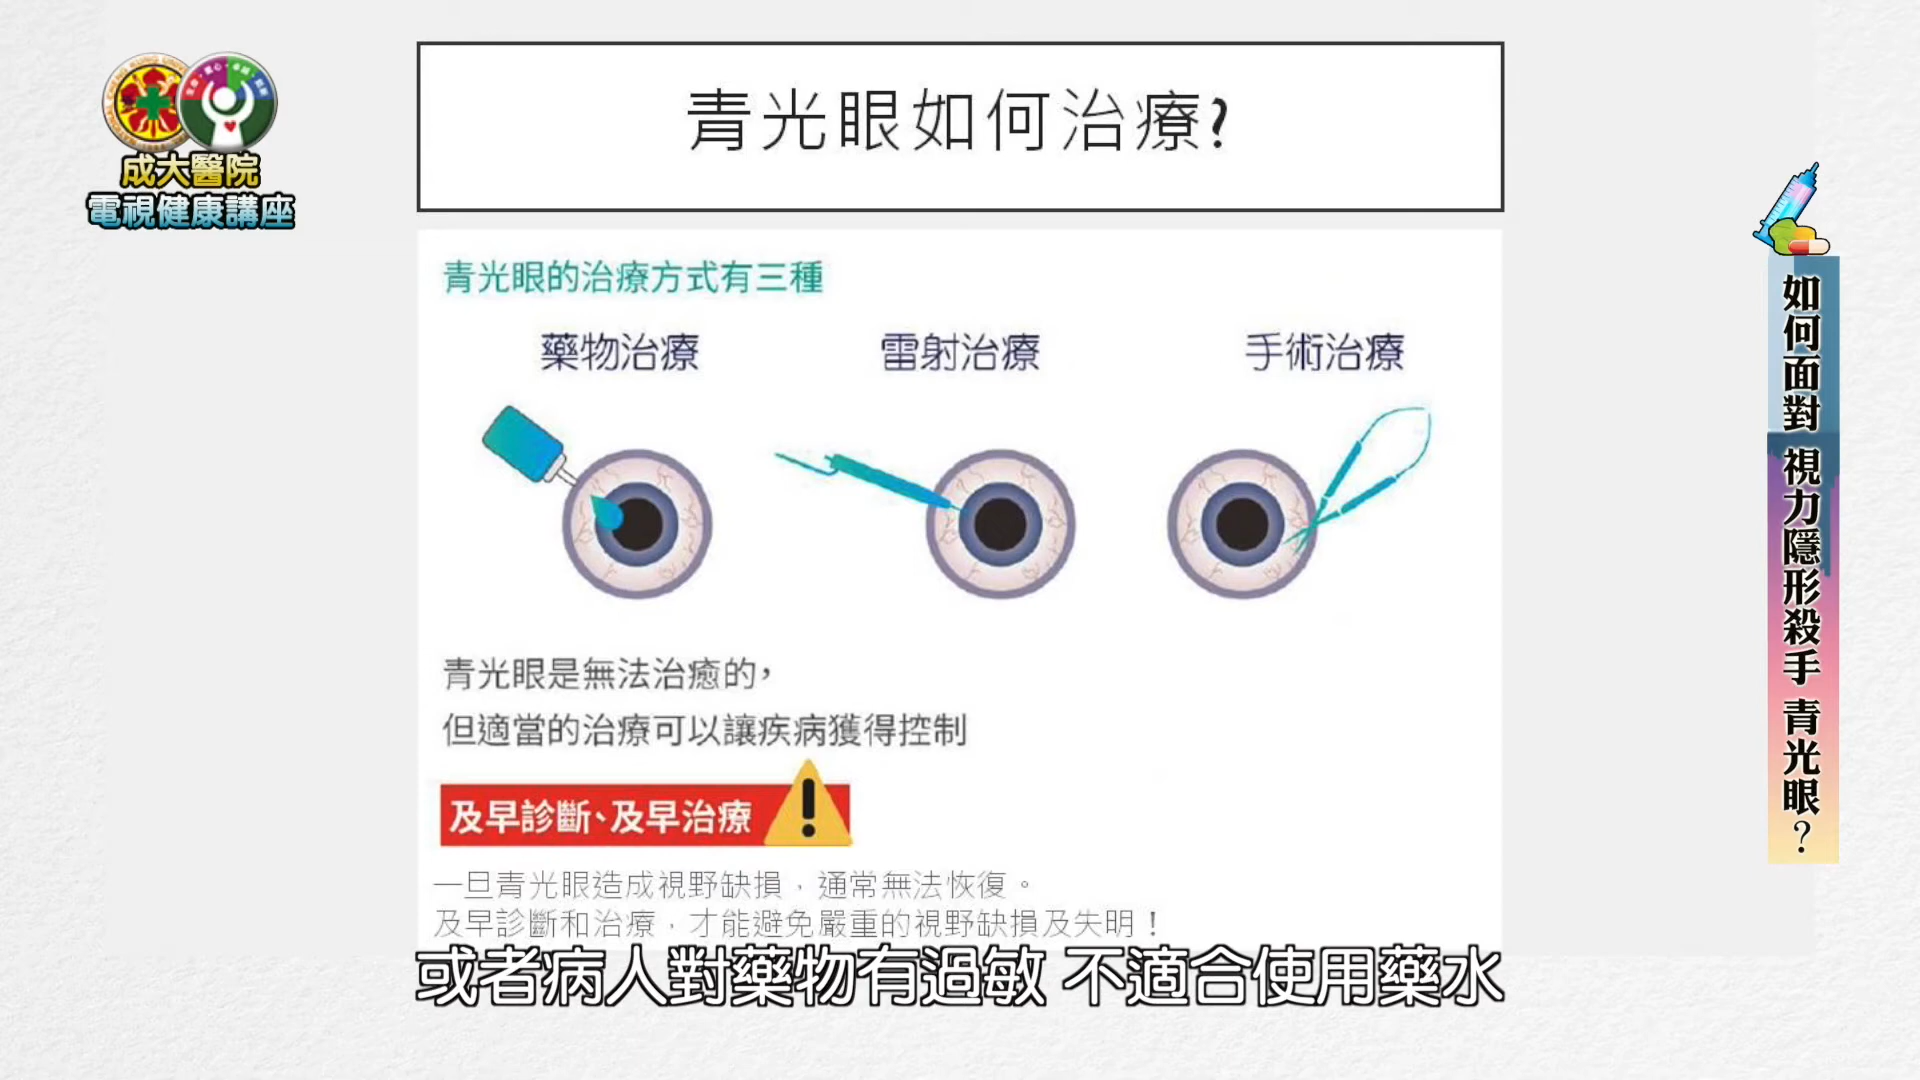 成大醫院
電視健康講座
青光眼如何治療?
青光眼的治療方式有三種
藥物治療
雷射治療
手術治療
青光眼是無法治癒的,
但適當的治療可以讓疾病獲得控制
及早診斷、及早治療
一旦青光眼造成視野缺損，通常無法恢復。
及早診斷和治療，才能避免嚴重的視野缺損及失明！
或者病人對藥物有過敏 不適合使用藥水
如何面對 視力隱形殺手 青光眼？